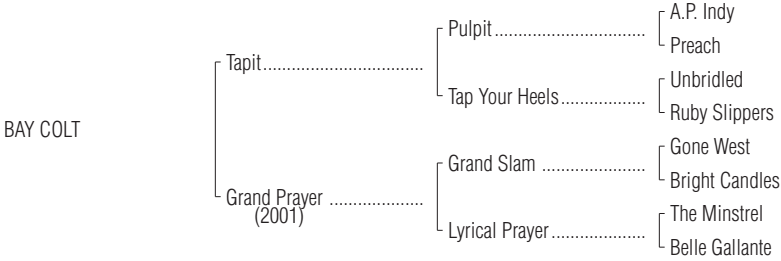 A.P. Indy
Pulpit..............................
Preach
Tapit................................
Unbridled
Tap Your Heels.................
Ruby Slippers
BAY COLT
Gone West
Grand Slam .....................
Bright Candles
Grand Prayer ...................
(2001)
The Minstrel
Lyrical Prayer...................
Belle Gallante